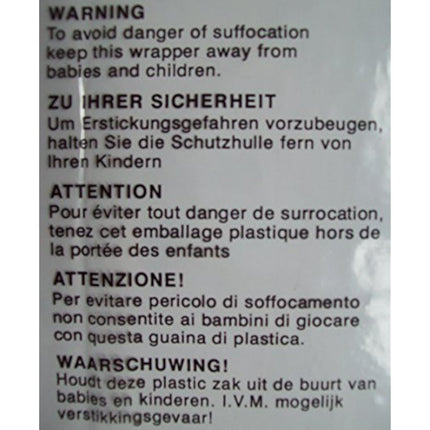 WARNING
To avoid danger of suffocation
keep this wrapper away from
babies and children.
ZU IHRER SICHERHEIT
Um Erstickungsgefahren vorzubeugen,
halten Sie die Schutzhulle fern von
Ihren Kindern
ATTENTION
Pour éviter tout danger de surrocation,
tenez cet emballage plastique hors de
la portée des enfants
ATTENZIONE!
Per evitare pericolo di soffocamento
non consentite ai bambini di giocare
con questa guaina di plastica.
WAARSCHUWING!
Houdt deze plastic zak uit de buurt van
babies en kinderen. I.V.M. mogelijk
verstikkingsgevaar!